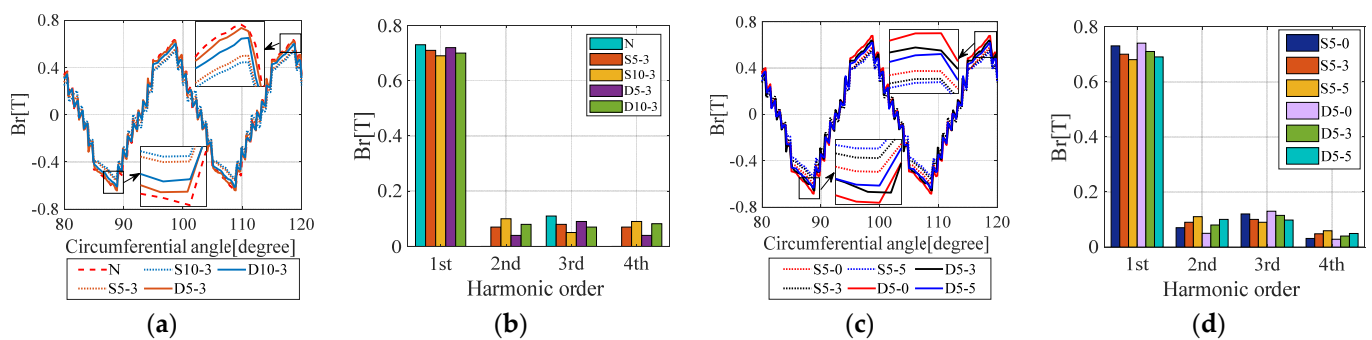 Br[T]
0.8
0.4
0
-0.4
-0.8
80 90 100 110 120
Circumferential angle[degree]
N S10-3 D10-3
S5-3 D5-3
(a)
Br[T]
0.8
0.6
0.4
0.2
0
N
S5-3
S10-3
D5-3
D10-3
1st 2nd 3rd 4th
Harmonic order
(b)
Br[T]
0.8
0.4
0
-0.4
-0.8
80 90 100 110 120
Circumferential angle[degree]
S5-0 S5-5 D5-3
S5-3 D5-0 D5-5
(c)
Br[T]
0.8
0.6
0.4
0.2
0
S5-0
S5-3
S5-5
D5-0
D5-3
D5-5
1st 2nd 3rd 4th
Harmonic order
(d)